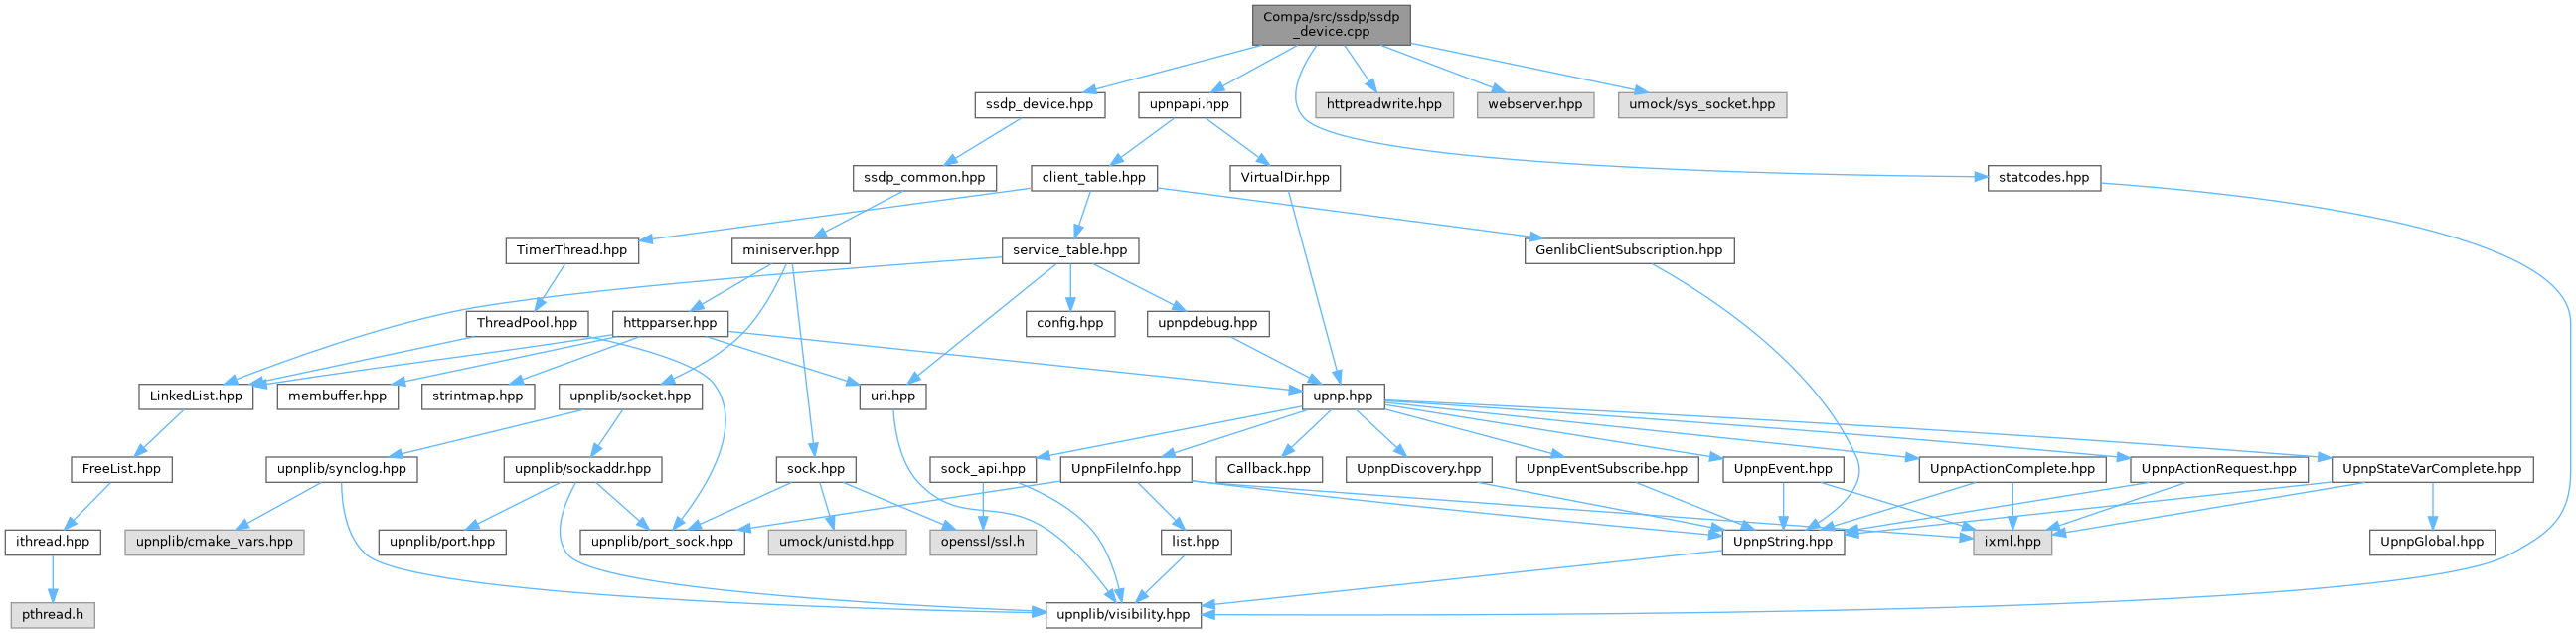 Compa/src/ssdp/ssdp
_device.cpp
ssdp_device.hpp
upnpapi.hpp
httpreadwrite.hpp
webserver.hpp
umock/sys_socket.hpp
ssdp_common.hpp
client_table.hpp
VirtualDir.hpp
statcodes.hpp
TimerThread.hpp
miniserver.hpp
service_table.hpp
GenlibClientSubscription.hpp
ThreadPool.hpp
httpparser.hpp
config.hpp
upnpdebug.hpp
LinkedList.hpp
membuffer.hpp
strintmap.hpp
upnplib/socket.hpp
uri.hpp
upnp.hpp
FreeList.hpp
upnplib/synclog.hpp
upnplib/sockaddr.hpp
sock.hpp
sock_api.hpp
UpnpFileInfo.hpp
Callback.hpp
UpnpDiscovery.hpp
UpnpEventSubscribe.hpp
UpnpEvent.hpp
UpnpActionComplete.hpp
UpnpActionRequest.hpp
UpnpStateVarComplete.hpp
ithread.hpp
upnplib/cmake_vars.hpp
upnplib/port.hpp
upnplib/port_sock.hpp
umock/unistd.hpp
openssl/ssl.h
list.hpp
UpnpString.hpp
ixml.hpp
UpnpGlobal.hpp
pthread.h
upnplib/visibility.hpp